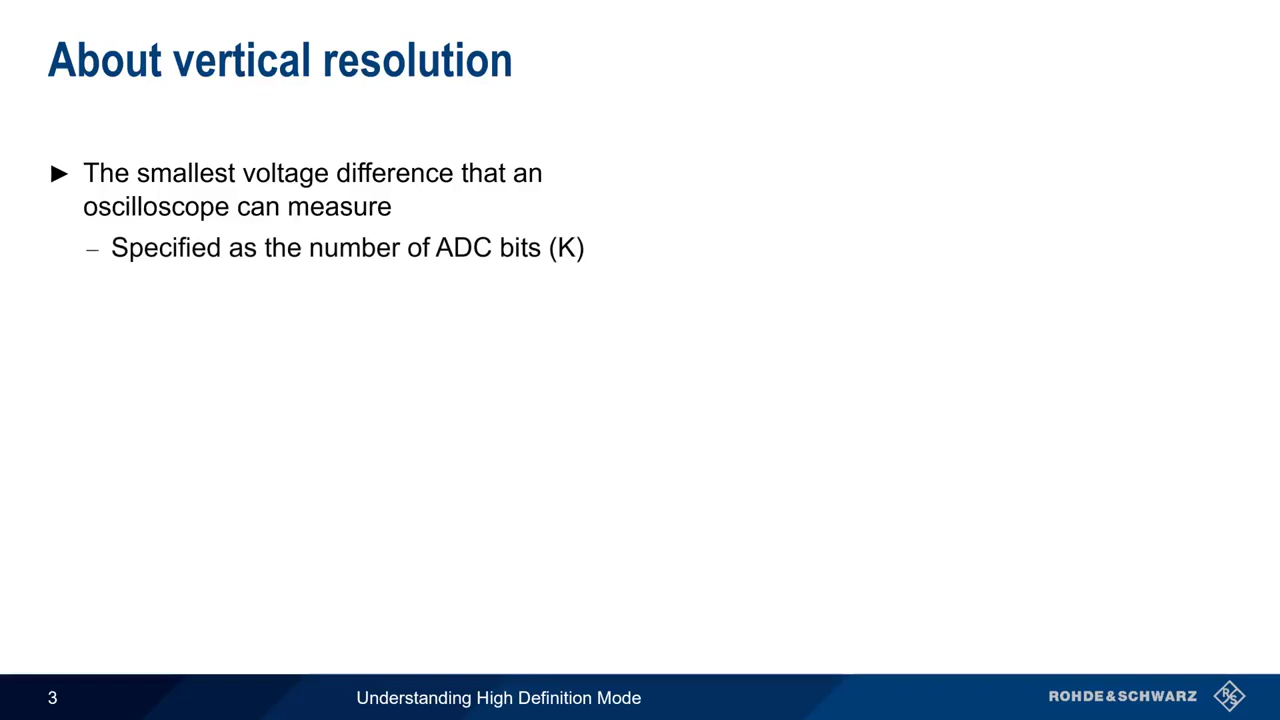 About vertical resolution
► The smallest voltage difference that an
oscilloscope can measure
– Specified as the number of ADC bits (K)
3
Understanding High Definition Mode
ROHDE&SCHWARZ
R&S